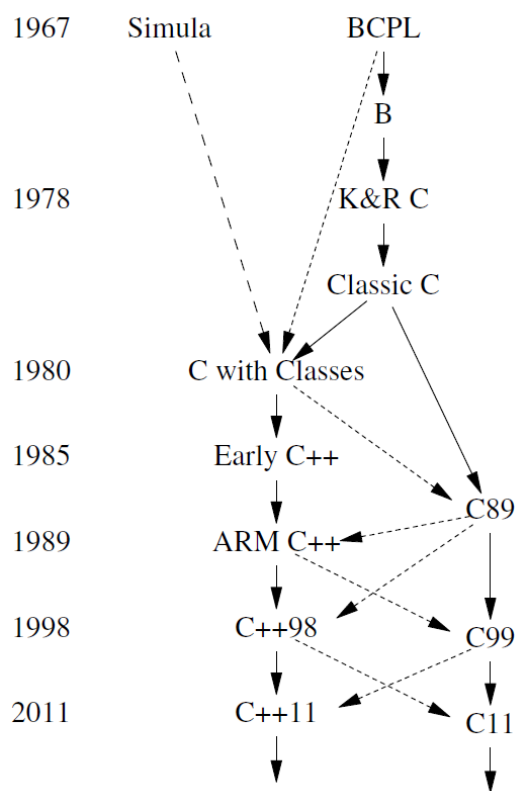 1967 Simula BCPL
B
1978 K&R C
Classic C
1980 C with Classes
1985 Early C++
C89
1989 ARM C++
1998 C++98 C99
2011 C++11 C11